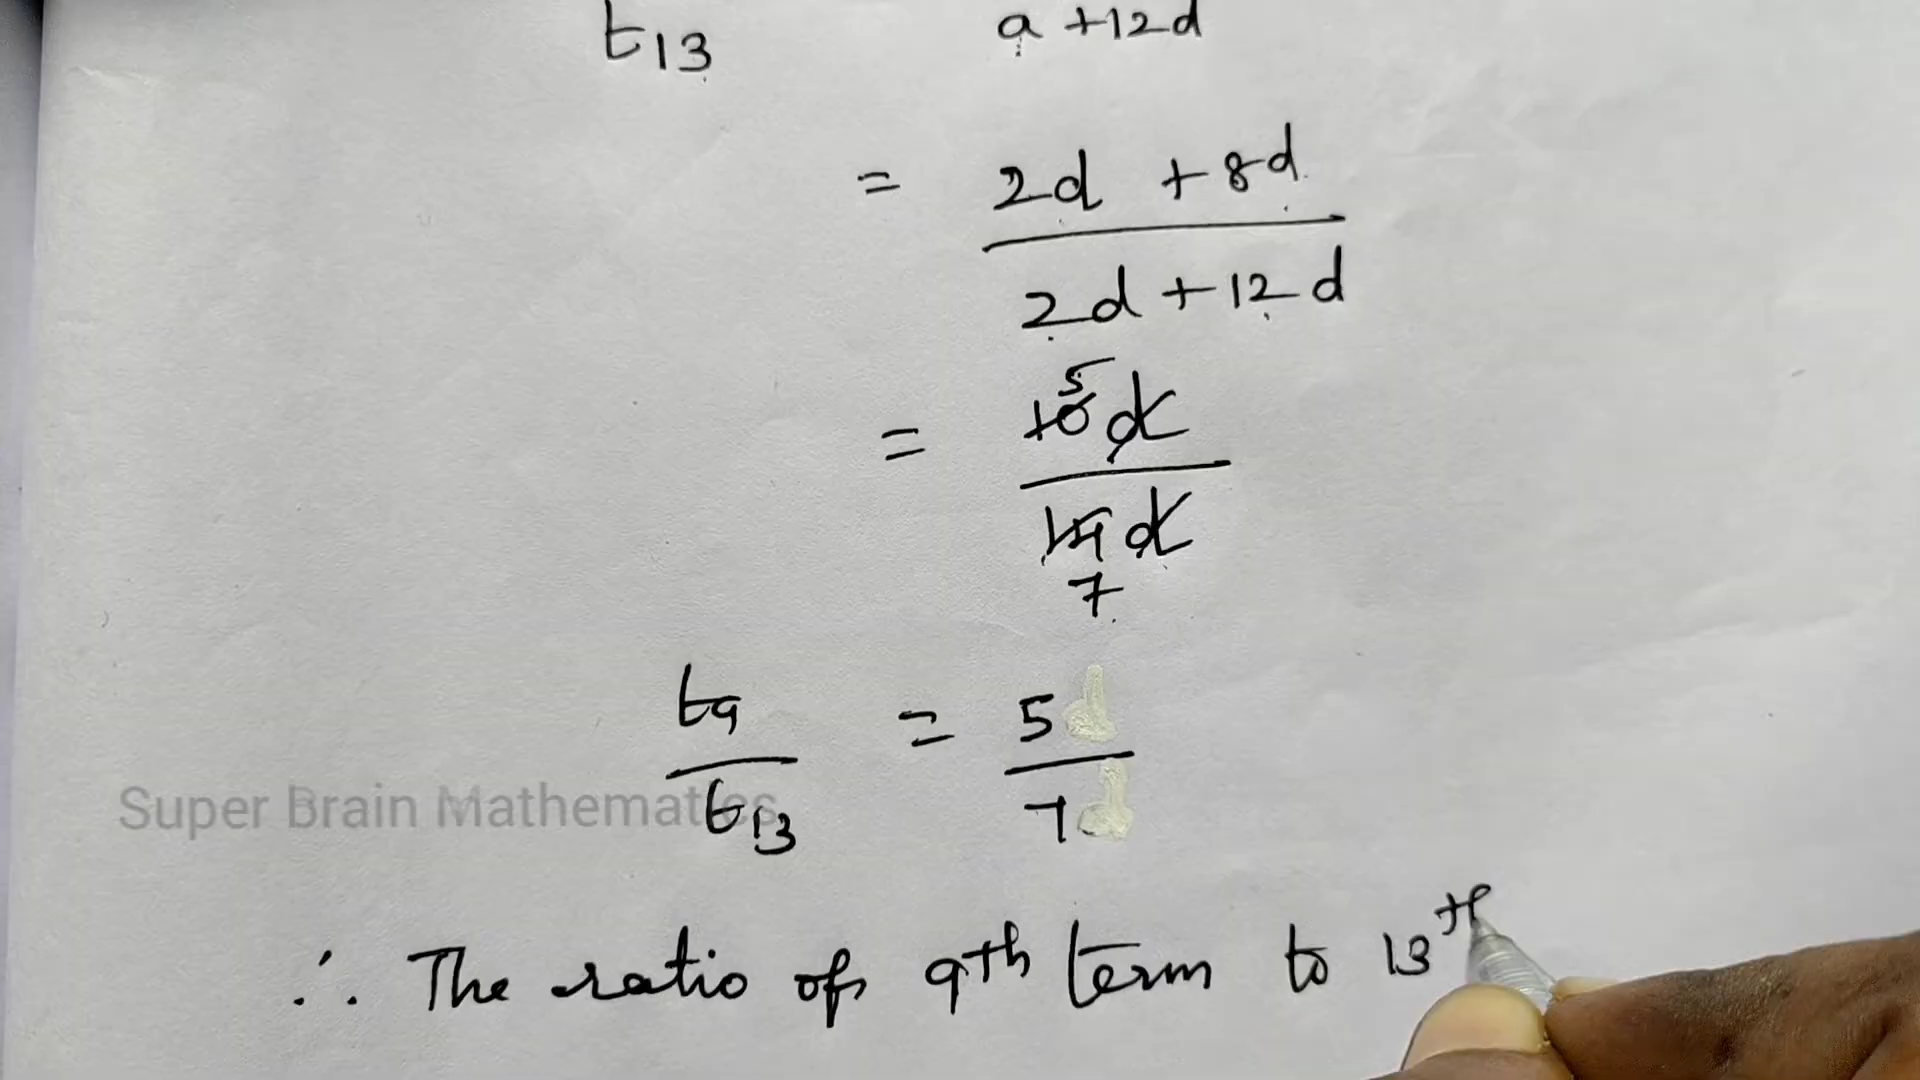 t13 a + 12d
= 2d + 8d
2d + 12d
5
= 10d
14d
7
t9 = 5
t13 7
Super Brain Mathematics
∴ The ratio of 9th term to 13th